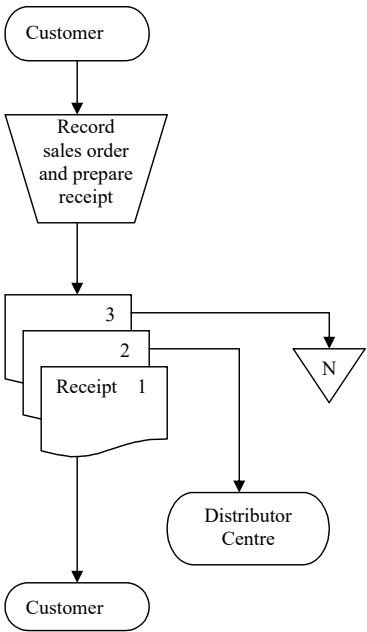 Customer
Record
sales order
and prepare
receipt
3
2
Receipt 1
N
Distributor
Centre
Customer